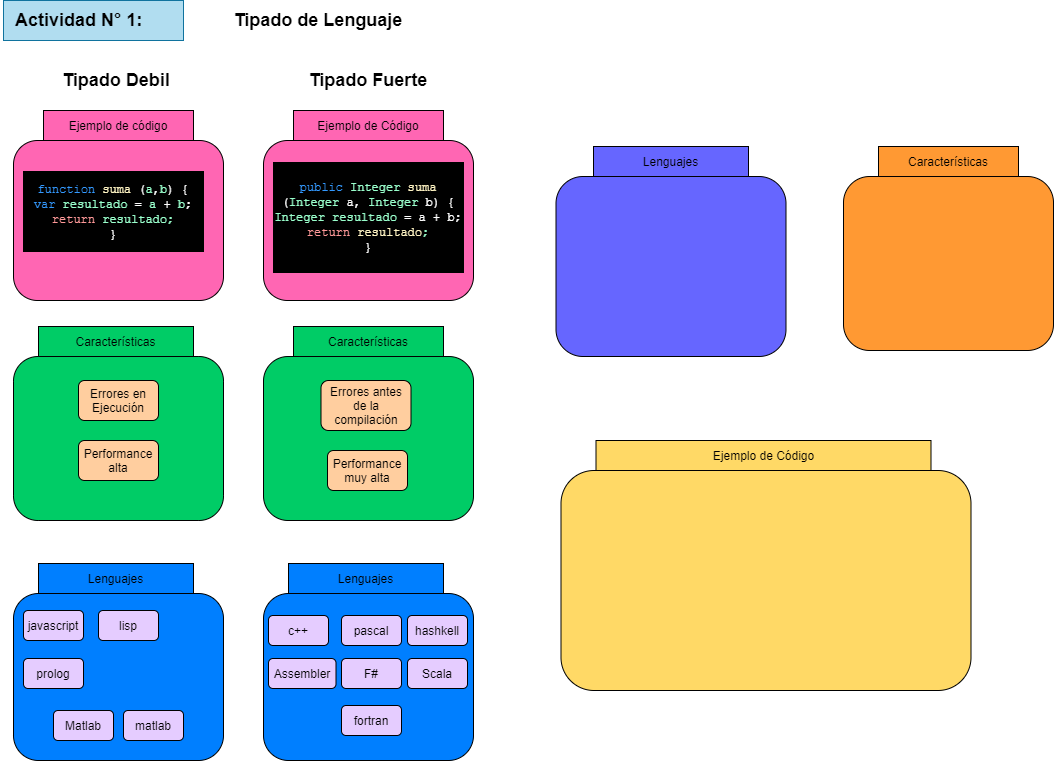 Actividad N° 1:
Tipado de Lenguaje
Tipado Debil
Tipado Fuerte
Ejemplo de código
function suma (a,b) {
var resultado = a + b;
return resultado;
}
Ejemplo de Código
public Integer suma
(Integer a, Integer b) {
Integer resultado = a + b;
return resultado;
}
Características
Errores en
Ejecución
Performance
alta
Características
Errores antes
de la
compilación
Performance
muy alta
Lenguajes
javascript
lisp
prolog
Matlab
matlab
Lenguajes
c++
pascal
hashkell
Assembler
F#
Scala
fortran
Lenguajes
Características
Ejemplo de Código